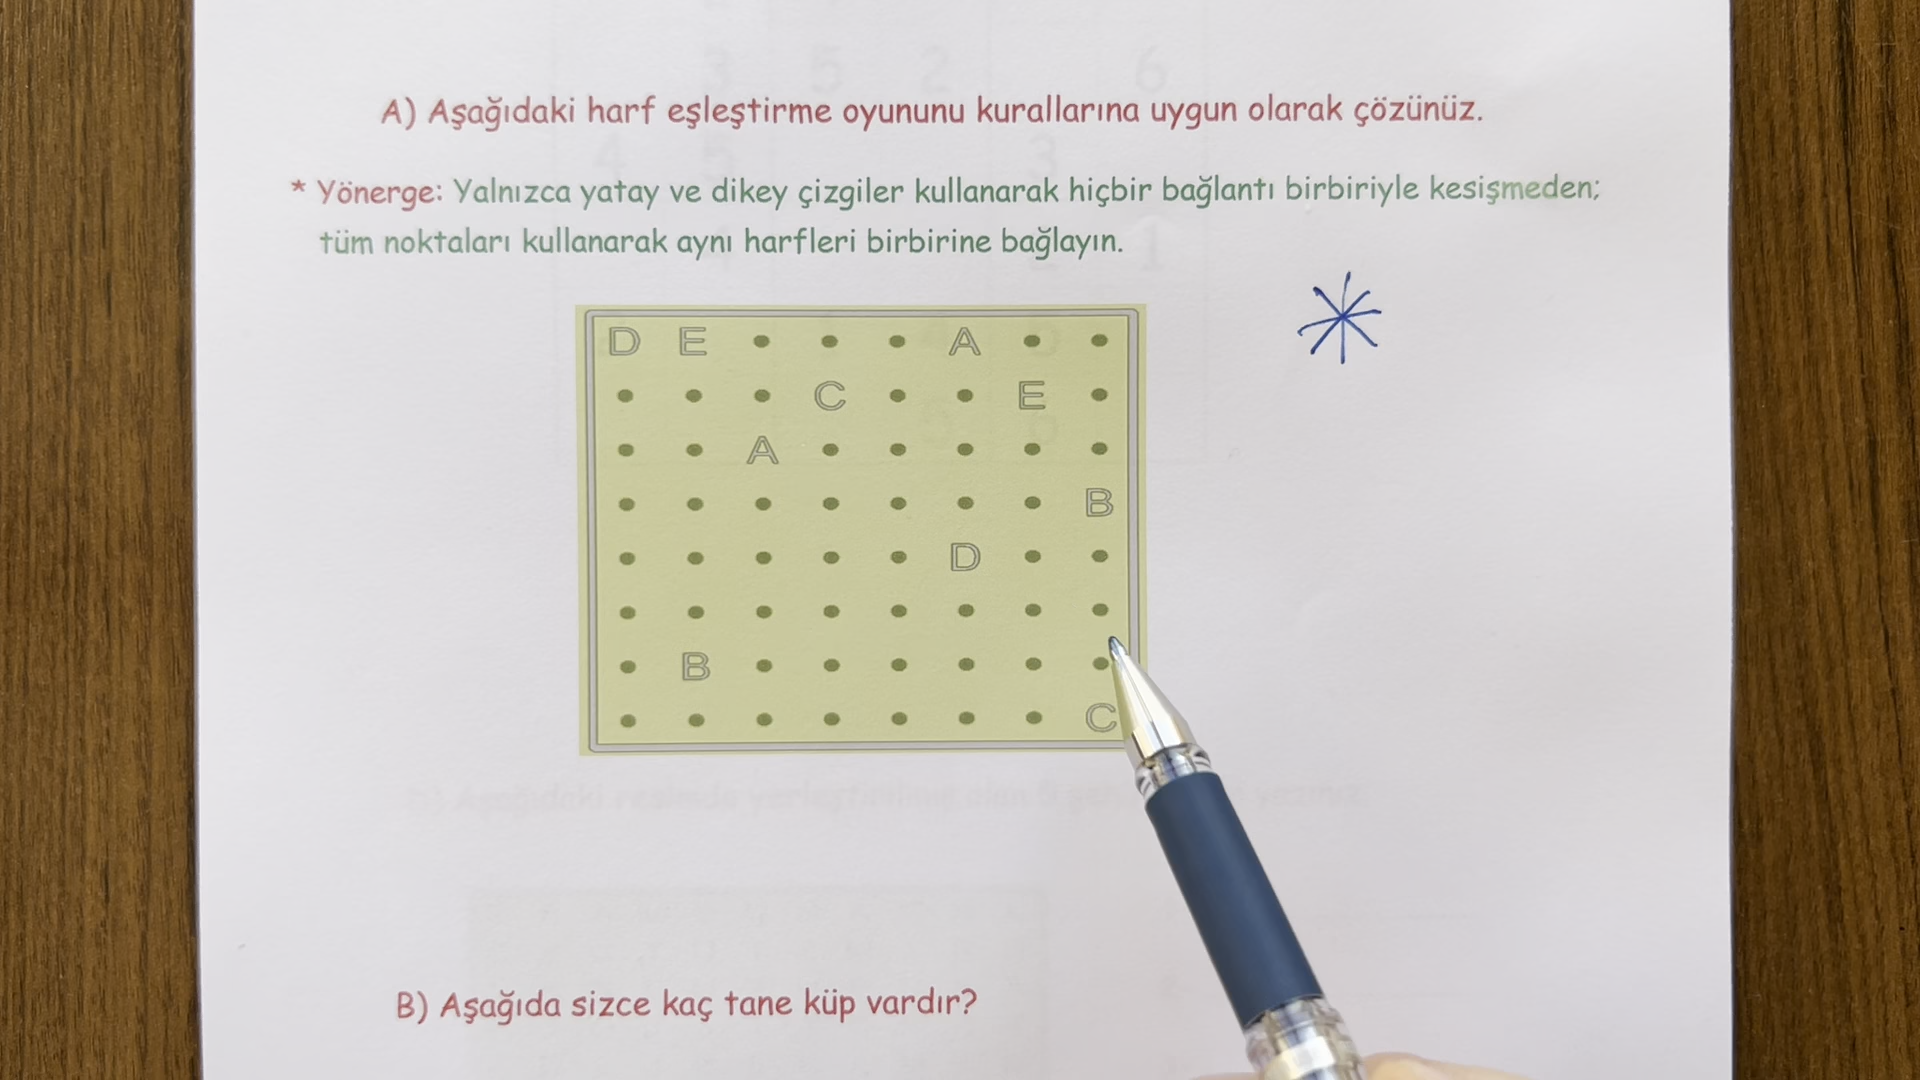 A) Aşağıdaki harf eşleştirme oyununu kurallarına uygun olarak çözünüz.
* Yönerge: Yalnızca yatay ve dikey çizgiler kullanarak hiçbir bağlantı birbiriyle kesişmeden;
tüm noktaları kullanarak aynı harfleri birbirine bağlayın.
D E A
C E
A
B
D
B
C
B) Aşağıda sizce kaç tane küp vardır?